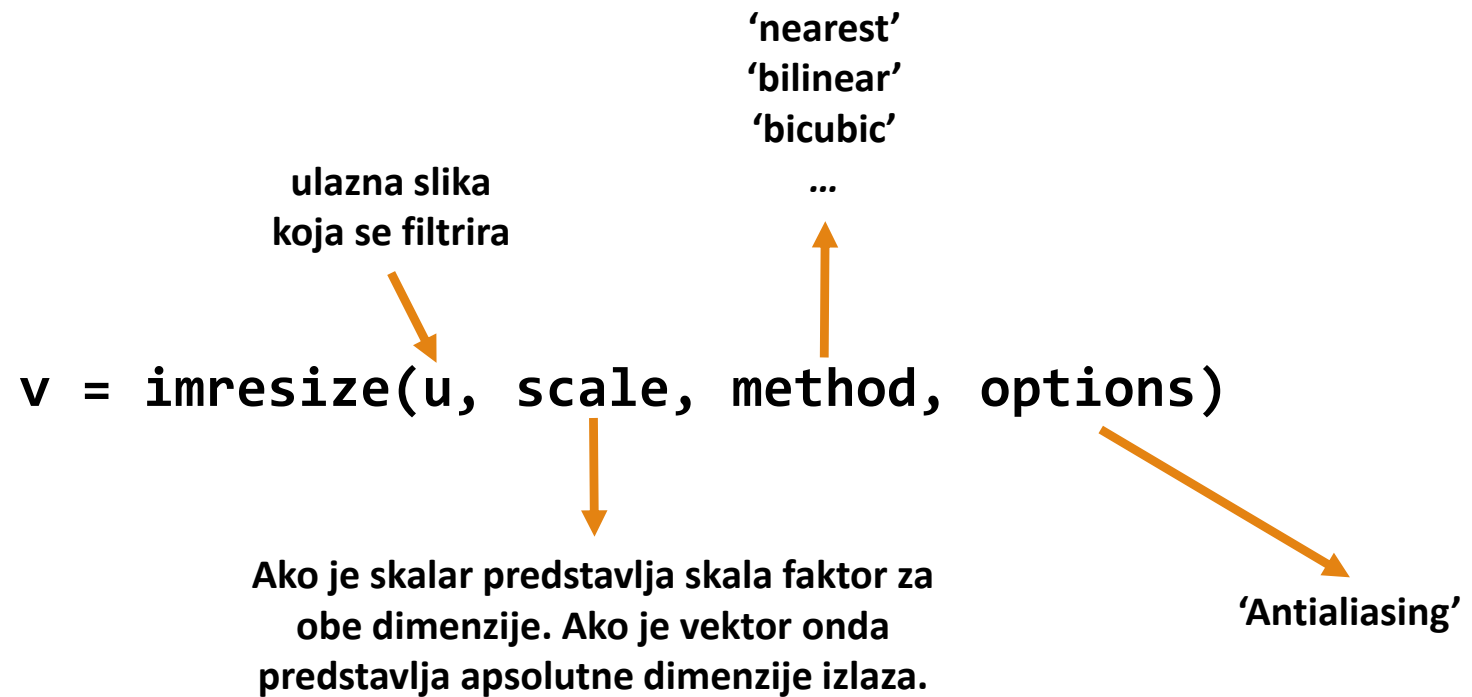 ‘nearest’
‘bilinear’
‘bicubic’
…
ulazna slika
koja se filtrira
v = imresize(u, scale, method, options)
Ako je skalar predstavlja skala faktor za
obe dimenzije. Ako je vektor onda
predstavlja apsolutne dimenzije izlaza.
‘Antialiasing’